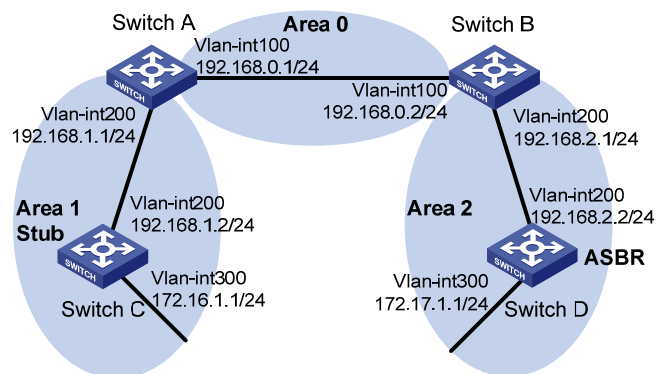 Area 0
Switch A
Switch B
Vlan-int100
192.168.0.1/24
Vlan-int100
192.168.0.2/24
SWITCH
SWITCH
Vlan-int200
192.168.1.1/24
Vlan-int200
192.168.2.1/24
Area 1
Stub
Vlan-int200
192.168.1.2/24
Area 2
Vlan-int200
192.168.2.2/24
SWITCH
SWITCH
ASBR
Vlan-int300
172.16.1.1/24
Vlan-int300
172.17.1.1/24
Switch C
Switch D